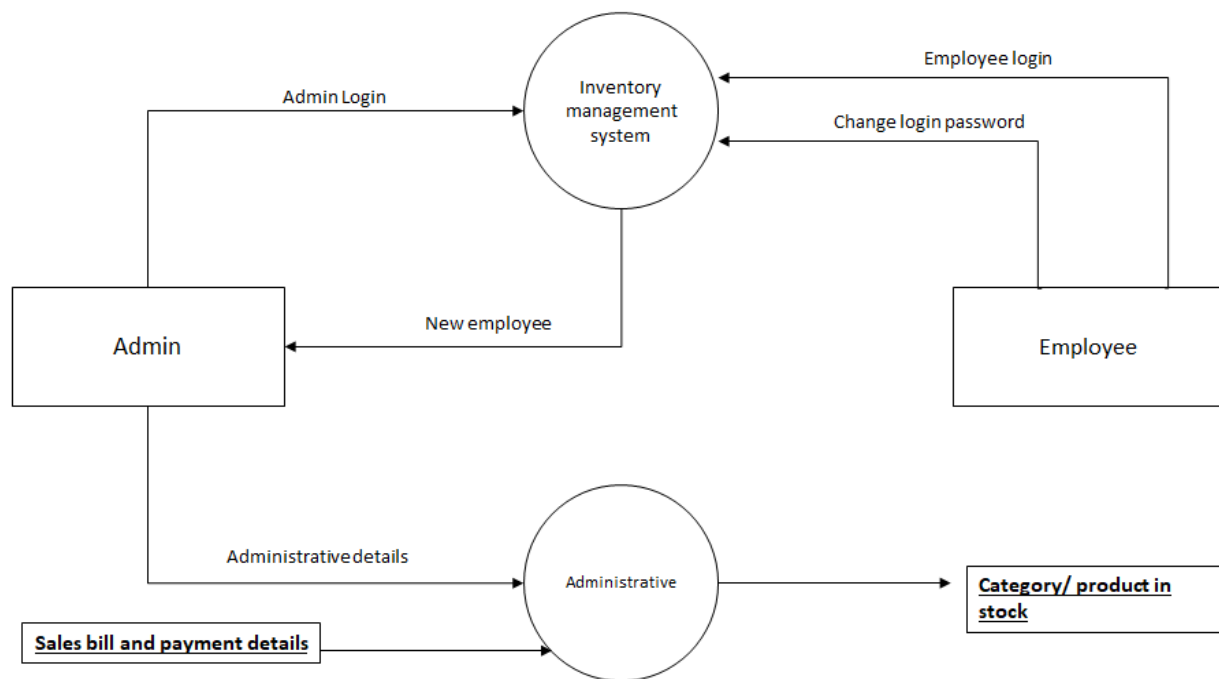 Employee login
Inventory
management
system
Admin Login
Change login password
New employee
Admin
Employee
Administrative details
Administrative
Category/ product in
stock
Sales bill and payment details